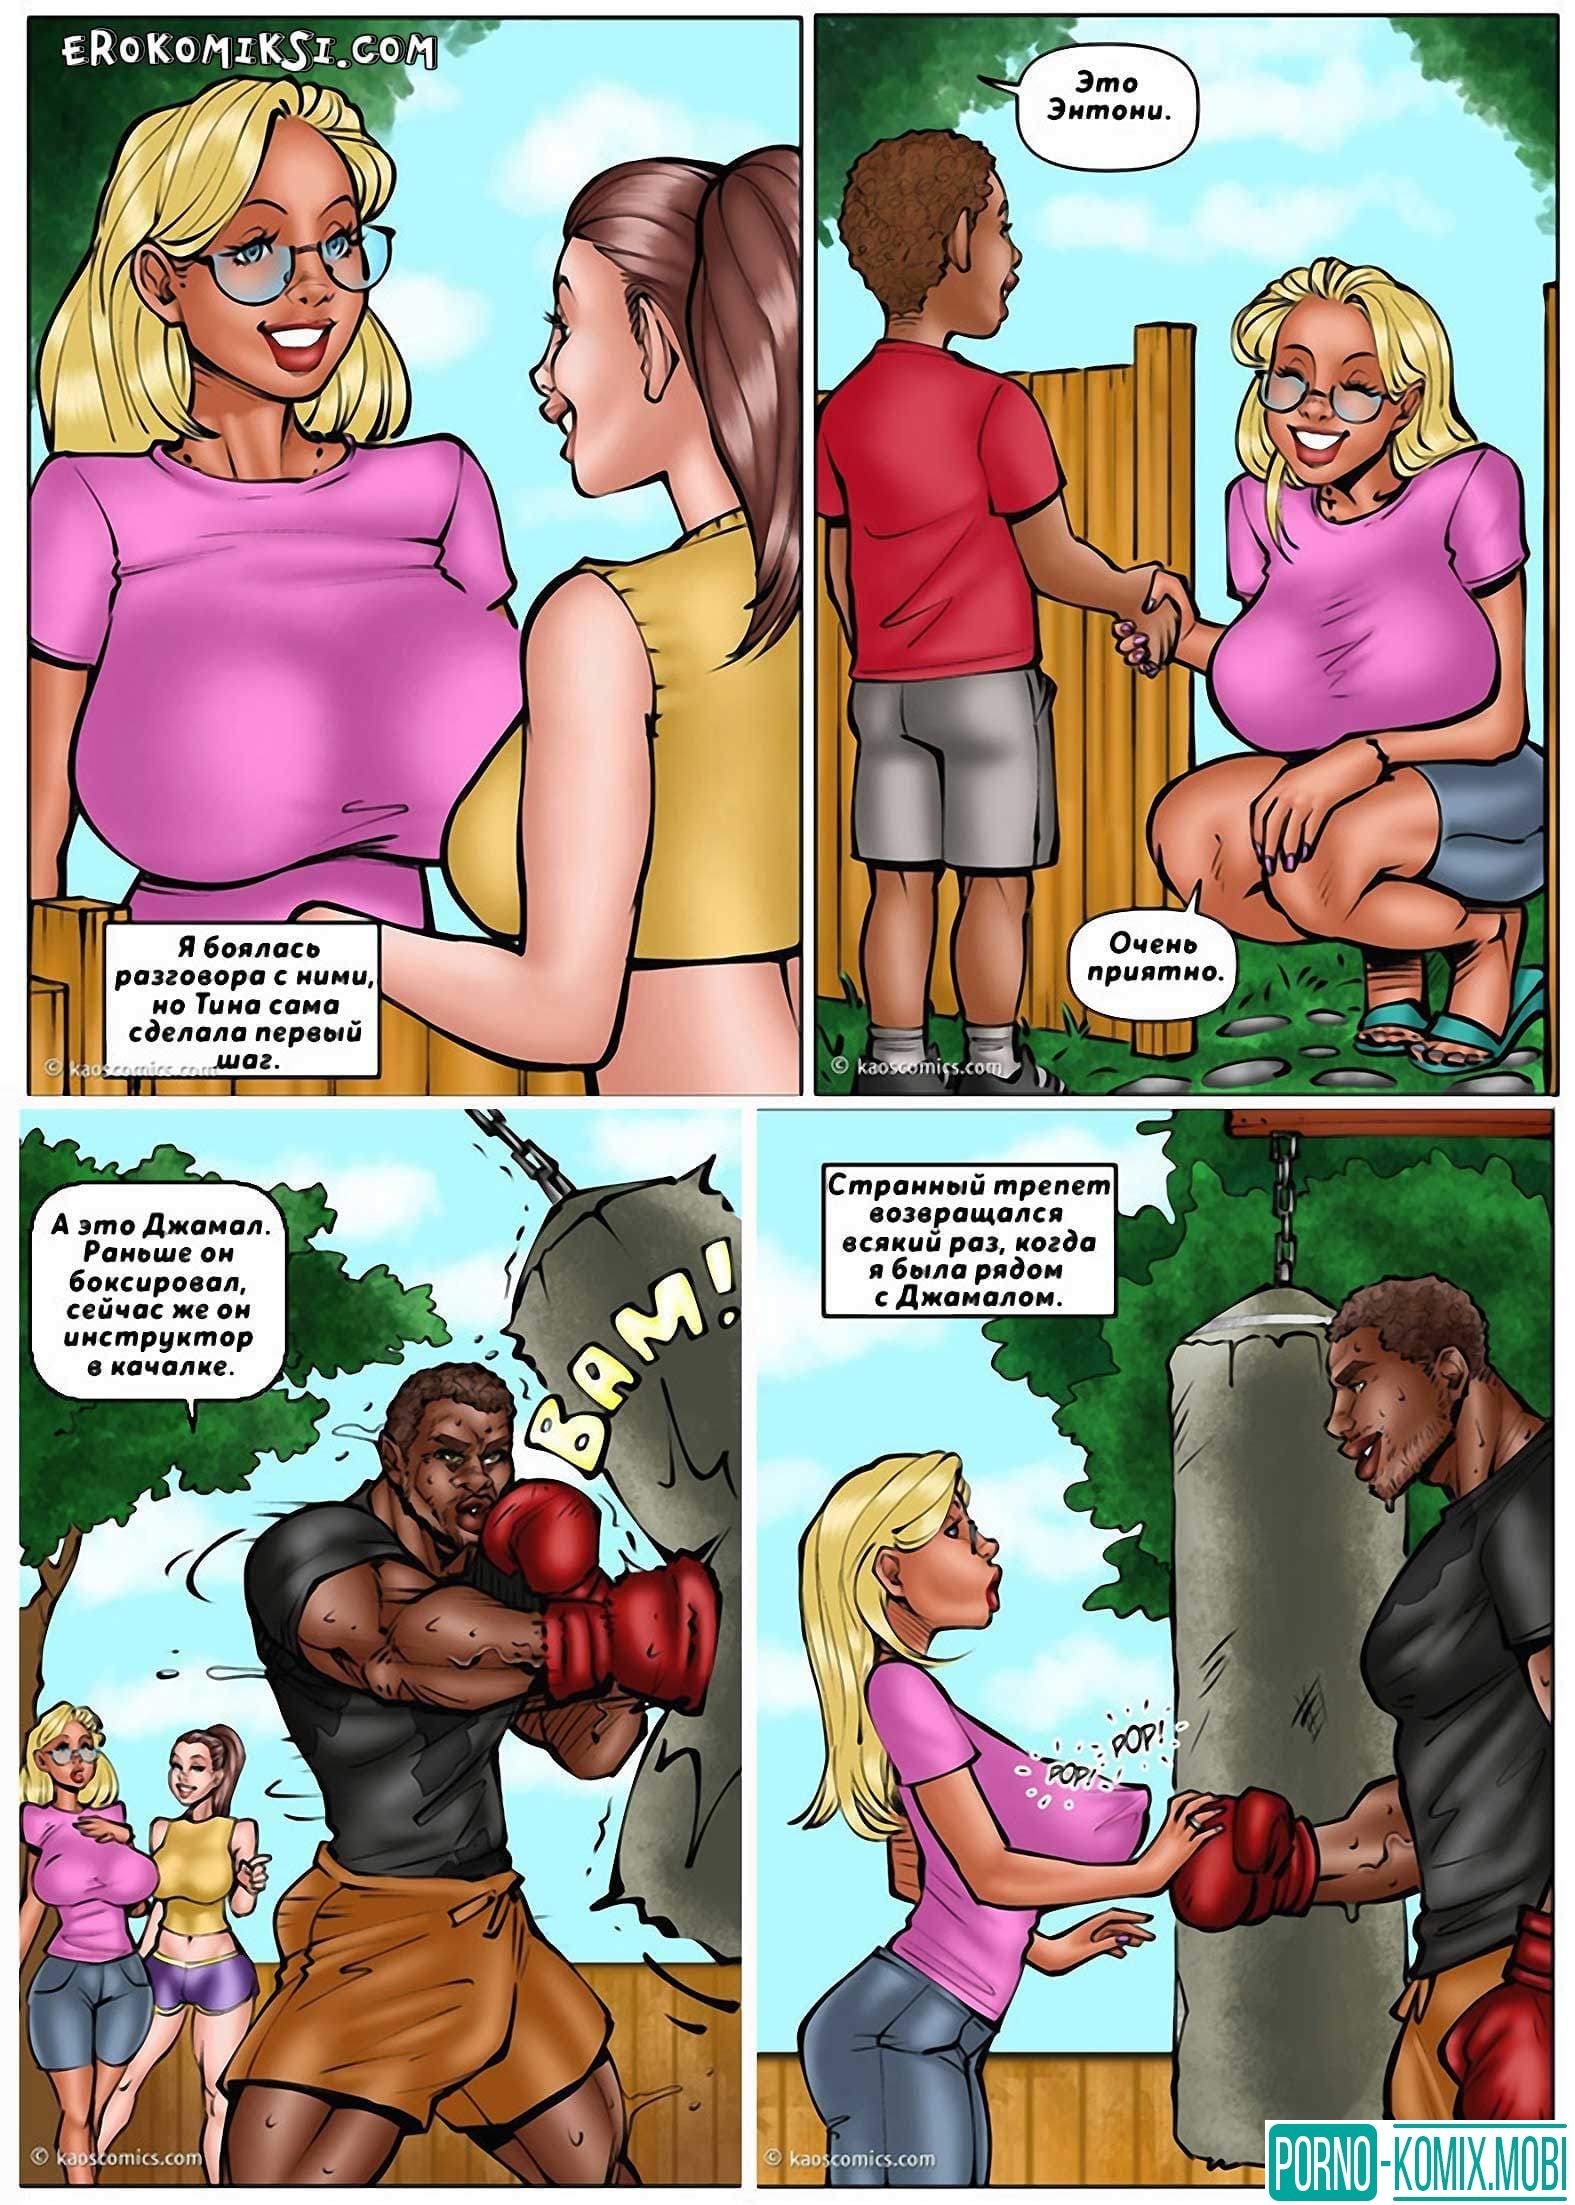 EROKOMIKSI.COM
Я боялась
разговора с ними,
но Тина сама
сделала первый
шаг.
© kaoscomics.com
Это
Энтони.
Очень
приятно.
© kaoscomics.com
А это Джамал.
Раньше он
боксировал,
сейчас же он
инструктор
в качалке.
BAM!
© kaoscomics.com
Странный трепет
возвращался
всякий раз, когда
я была рядом
с Джамалом.
POP!
POP!
© kaoscomics.com
PORNO-KOMIX.MOBI